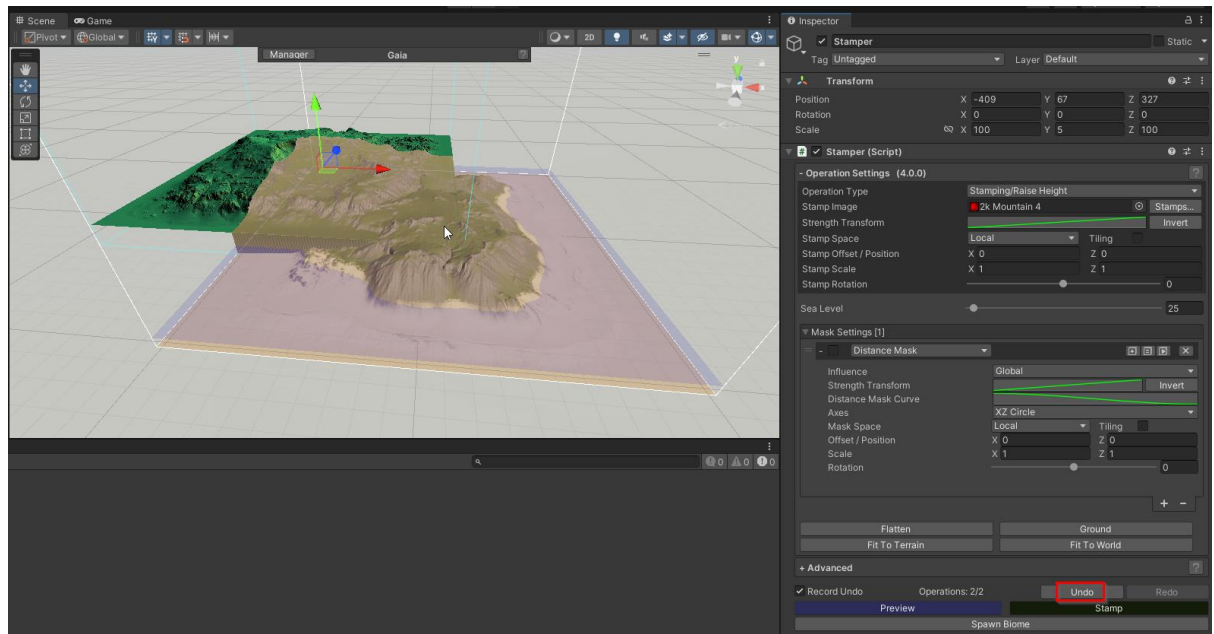 Scene Game
Pivot Global 2D
Manager Gaia ?
y
Inspector
Stamper Static
Tag Untagged Layer Default
Transform
Position X -409 Y 67 Z 327
Rotation X 0 Y 0 Z 0
Scale X 100 Y 5 Z 100
# Stamper (Script)
- Operation Settings (4.0.0) ?
Operation Type Stamping/Raise Height
Stamp Image 2k Mountain 4 Stamps...
Strength Transform Invert
Stamp Space Local Tiling
Stamp Offset / Position X 0 Z 0
Stamp Scale X 1 Z 1
Stamp Rotation 0
Sea Level 25
Mask Settings [1]
- Distance Mask X
Influence Global
Strength Transform Invert
Distance Mask Curve
Axes XZ Circle
Mask Space Local Tiling
Offset / Position X 0 Z 0
Scale X 1 Z 1
Rotation 0
+ -
Flatten Ground
Fit To Terrain Fit To World
+ Advanced ?
Record Undo Operations: 2/2 Undo Redo
Preview Stamp
Spawn Biome
0 0 0